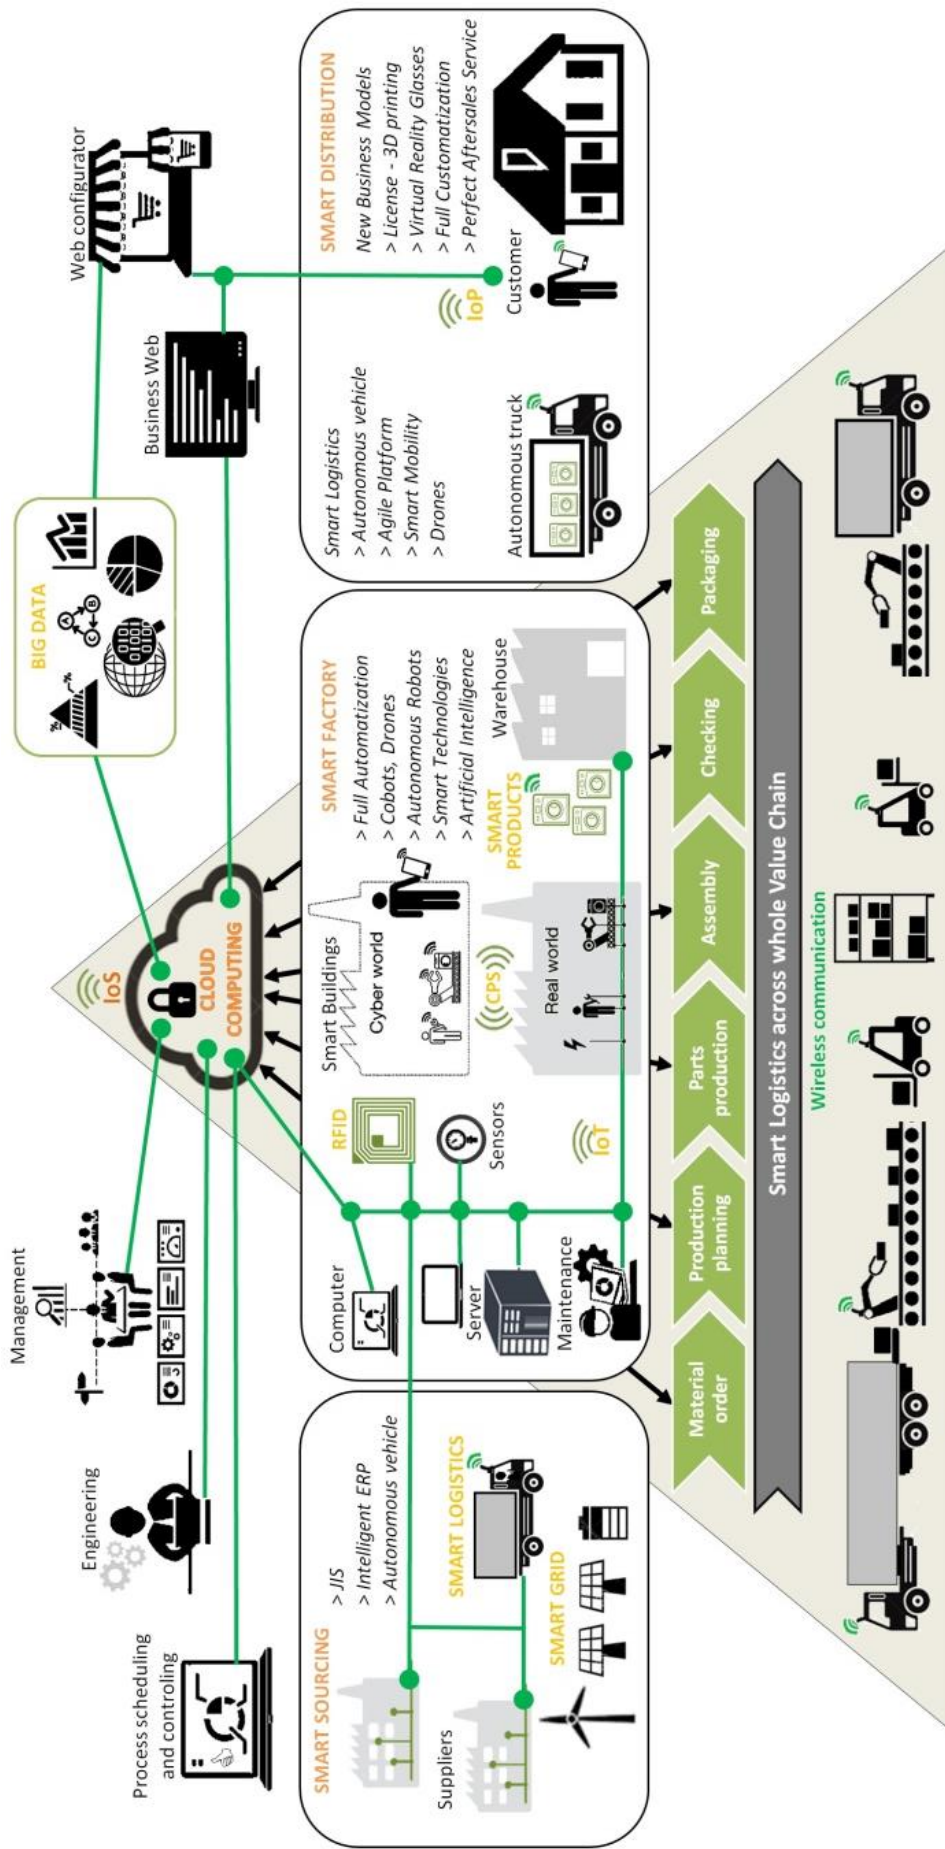 Process scheduling
and controling
Engineering
Management
IoS
CLOUD
COMPUTING
BIG DATA
%
%
A
B
C
Business Web
Web configurator
SMART SOURCING
> JIS
> Intelligent ERP
> Autonomous vehicle
Suppliers
SMART LOGISTICS
SMART GRID
Computer
Server
Maintenance
RFID
Sensors
IoT
Smart Buildings
Cyber world
CPS
Real world
SMART FACTORY
> Full Automatization
> Cobots, Drones
> Autonomous Robots
> Smart Technologies
> Artificial Intelligence
SMART
PRODUCTS
Warehouse
Smart Logistics
> Autonomous vehicle
> Agile Platform
> Smart Mobility
> Drones
Autonomous truck
SMART DISTRIBUTION
New Business Models
> License - 3D printing
> Virtual Reality Glasses
> Full Customatization
> Perfect Aftersales Service
IoP
Customer
Material
order
Production
planning
Parts
production
Assembly
Checking
Packaging
Smart Logistics across whole Value Chain
Wireless communication